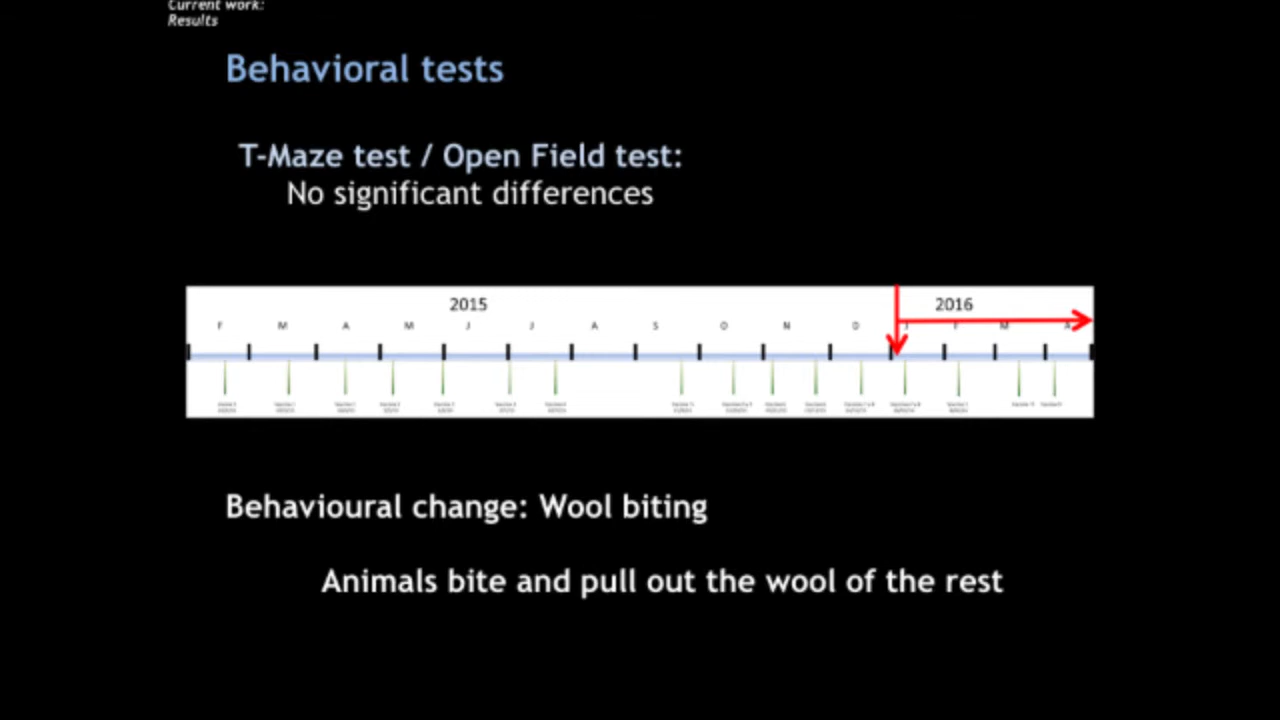 Current work:
Results
Behavioral tests
T-Maze test / Open Field test:
No significant differences
2015 2016
F M A M J J A S O N D J F M A
Behavioural change: Wool biting
Animals bite and pull out the wool of the rest